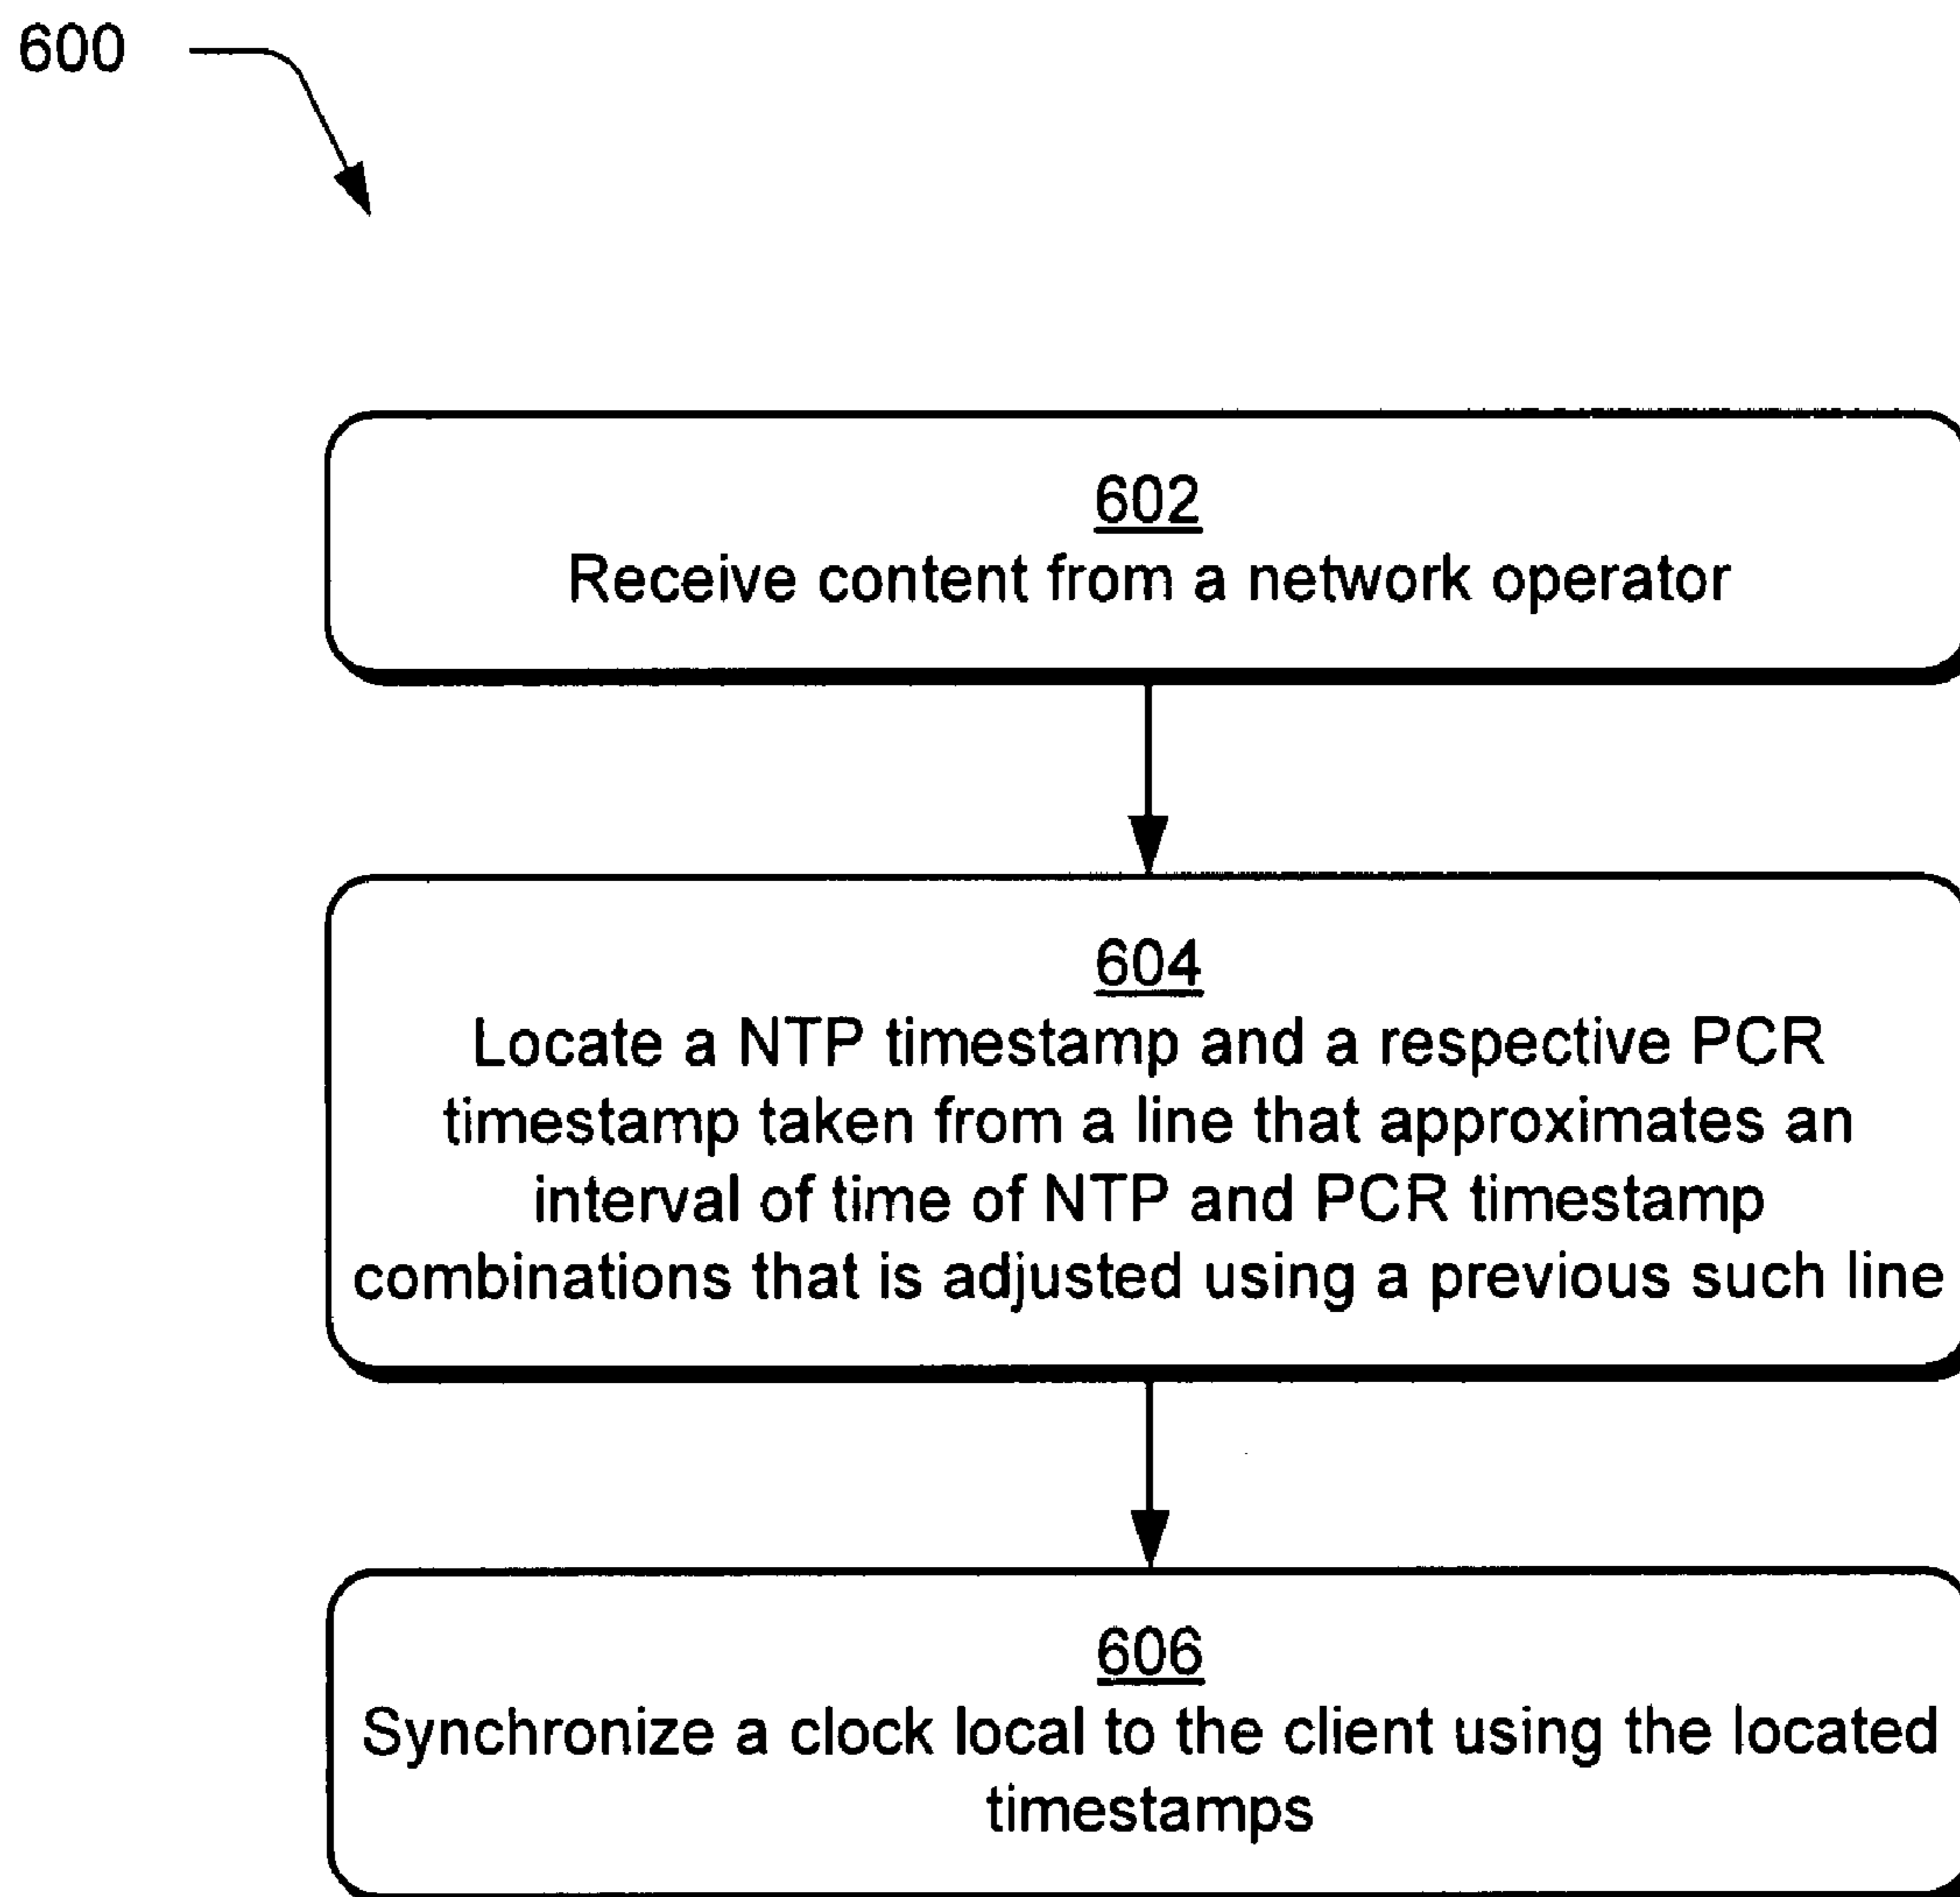 600
602
Receive content from a network operator
604
Locate a NTP timestamp and a respective PCR
timestamp taken from a line that approximates an
interval of time of NTP and PCR timestamp
combinations that is adjusted using a previous such line
606
Synchronize a clock local to the client using the located
timestamps